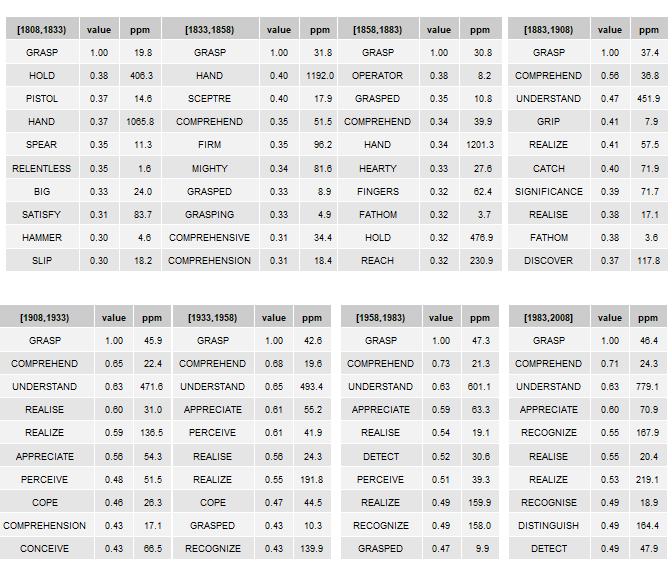 [1808,1833) value ppm [1833,1858) value ppm [1858,1883) value ppm [1883,1908) value ppm
GRASP 1.00 19.8 GRASP 1.00 31.8 GRASP 1.00 30.8 GRASP 1.00 37.4
HOLD 0.38 406.3 HAND 0.40 1192.0 OPERATOR 0.38 8.2 COMPREHEND 0.56 36.8
PISTOL 0.37 14.6 SCEPTRE 0.40 17.9 GRASPED 0.35 10.8 UNDERSTAND 0.47 451.9
HAND 0.37 1065.8 COMPREHEND 0.35 51.5 COMPREHEND 0.34 39.9 GRIP 0.41 7.9
SPEAR 0.35 11.3 FIRM 0.35 96.2 HAND 0.34 1201.3 REALIZE 0.41 57.5
RELENTLESS 0.35 1.6 MIGHTY 0.34 81.6 HEARTY 0.33 27.6 CATCH 0.40 71.9
BIG 0.33 24.0 GRASPED 0.33 8.9 FINGERS 0.32 62.4 SIGNIFICANCE 0.39 71.7
SATISFY 0.31 83.7 GRASPING 0.33 4.9 FATHOM 0.32 3.7 REALISE 0.38 17.1
HAMMER 0.30 4.6 COMPREHENSIVE 0.31 34.4 HOLD 0.32 476.9 FATHOM 0.38 3.6
SLIP 0.30 18.2 COMPREHENSION 0.31 18.4 REACH 0.32 230.9 DISCOVER 0.37 117.8
[1908,1933) value ppm [1933,1958) value ppm [1958,1983) value ppm [1983,2008] value ppm
GRASP 1.00 45.9 GRASP 1.00 42.6 GRASP 1.00 47.3 GRASP 1.00 46.4
COMPREHEND 0.65 22.4 COMPREHEND 0.68 19.6 COMPREHEND 0.73 21.3 COMPREHEND 0.71 24.3
UNDERSTAND 0.63 471.6 UNDERSTAND 0.65 493.4 UNDERSTAND 0.63 601.1 UNDERSTAND 0.63 779.1
REALISE 0.60 31.0 APPRECIATE 0.61 55.2 APPRECIATE 0.59 63.3 APPRECIATE 0.60 70.9
REALIZE 0.59 136.5 PERCEIVE 0.61 41.9 REALISE 0.54 19.1 RECOGNIZE 0.55 167.9
APPRECIATE 0.56 54.3 REALISE 0.56 24.3 DETECT 0.52 30.6 REALISE 0.55 20.4
PERCEIVE 0.48 51.5 REALIZE 0.55 191.8 PERCEIVE 0.51 39.3 REALIZE 0.53 219.1
COPE 0.46 26.3 COPE 0.47 44.5 REALIZE 0.49 159.9 RECOGNISE 0.49 18.9
COMPREHENSION 0.43 17.1 GRASPED 0.43 10.3 RECOGNIZE 0.49 158.0 DISTINGUISH 0.49 164.4
CONCEIVE 0.43 66.5 RECOGNIZE 0.43 139.9 GRASPED 0.47 9.9 DETECT 0.49 47.9